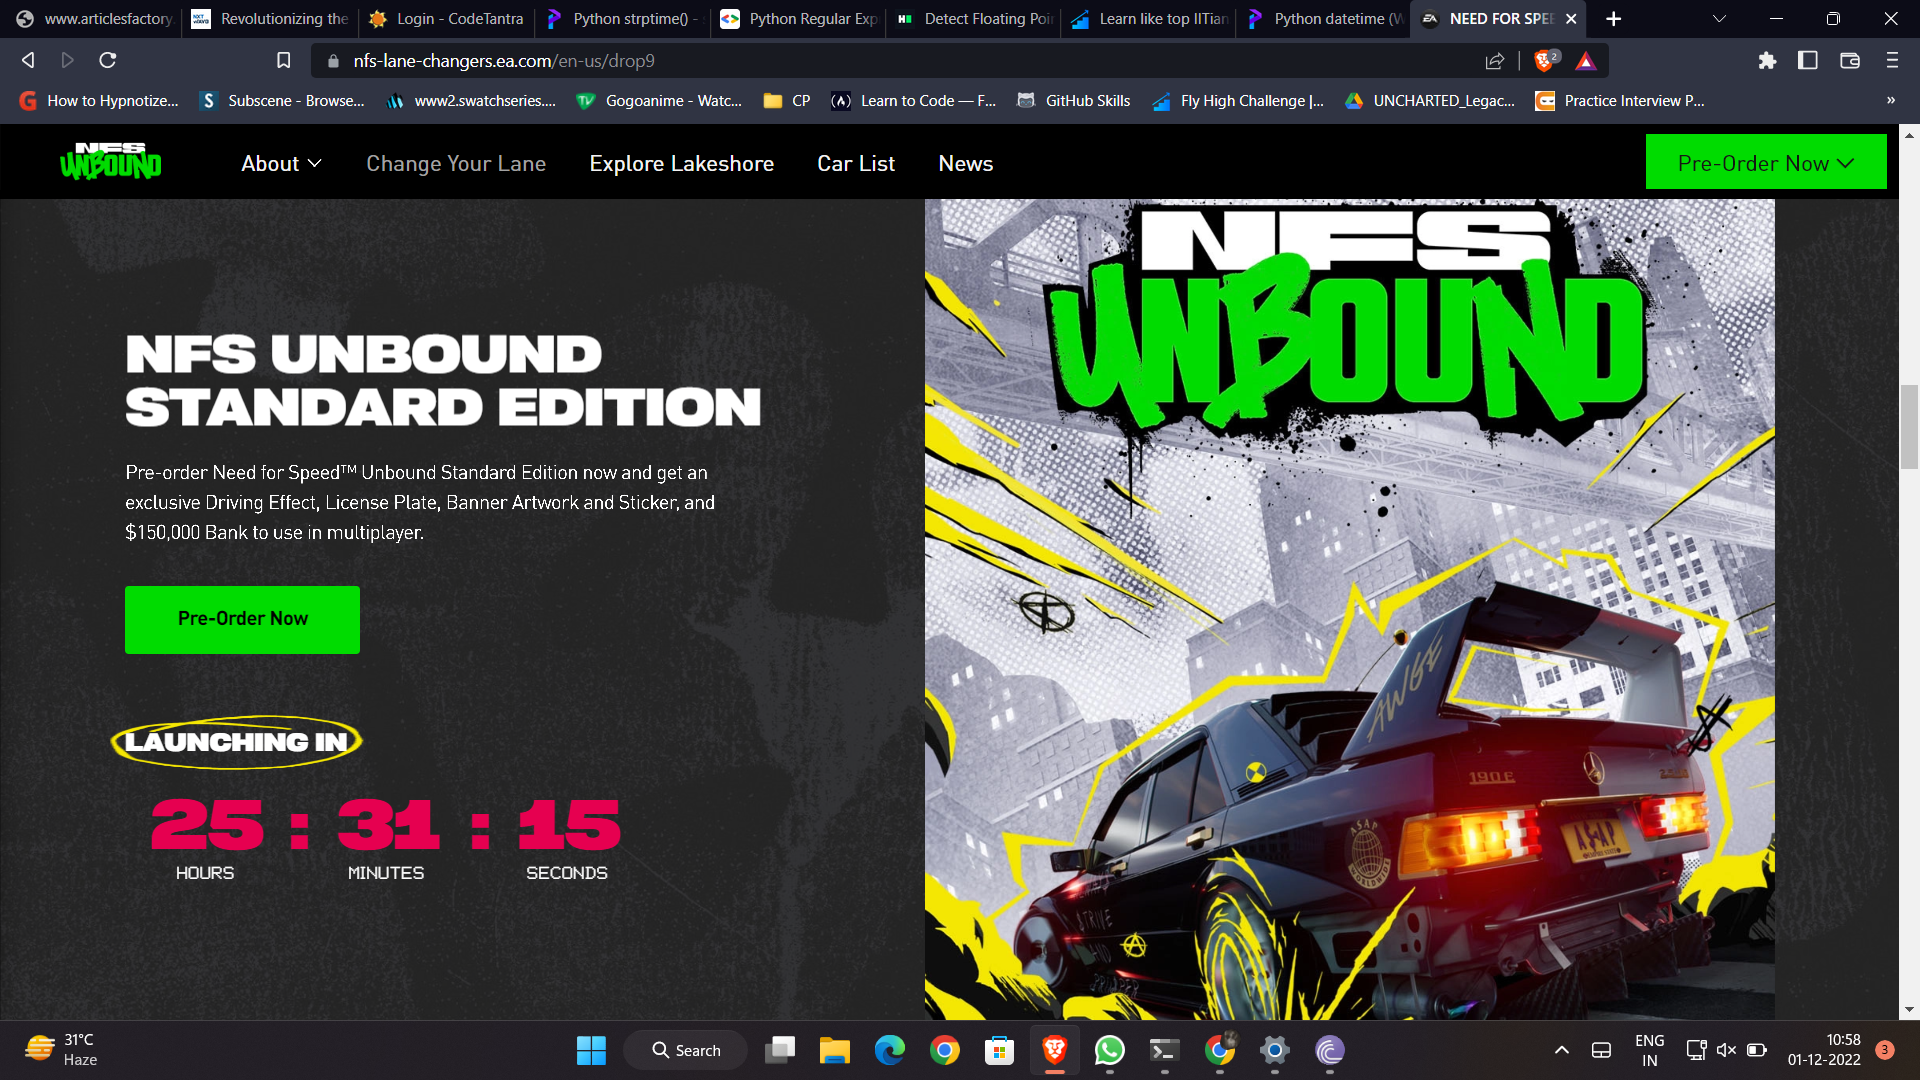 www.articlesfactory.
Revolutionizing the
Login - CodeTantra
Python strptime() -
Python Regular Exp
Detect Floating Poi
Learn like top IITian
Python datetime (W
NEED FOR SPEE
nfs-lane-changers.ea.com/en-us/drop9
2
How to Hypnotize...
Subscene - Browse...
www2.swatchseries....
Gogoanime - Watc...
CP
Learn to Code — F...
GitHub Skills
Fly High Challenge |...
UNCHARTED_Legac...
Practice Interview P...
»
NFS
UNBOUND
About
Change Your Lane
Explore Lakeshore
Car List
News
Pre-Order Now
NFS
UNBOUND
NFS UNBOUND
STANDARD EDITION
Pre-order Need for Speed™ Unbound Standard Edition now and get an
exclusive Driving Effect, License Plate, Banner Artwork and Sticker, and
$150,000 Bank to use in multiplayer.
Pre-Order Now
LAUNCHING IN
25 : 31 : 15
HOURS MINUTES SECONDS
AWGE
190 E
A$AP
WORLDWIDE
A$AP
31°C
Haze
Search
ENG
IN
10:58
01-12-2022
3